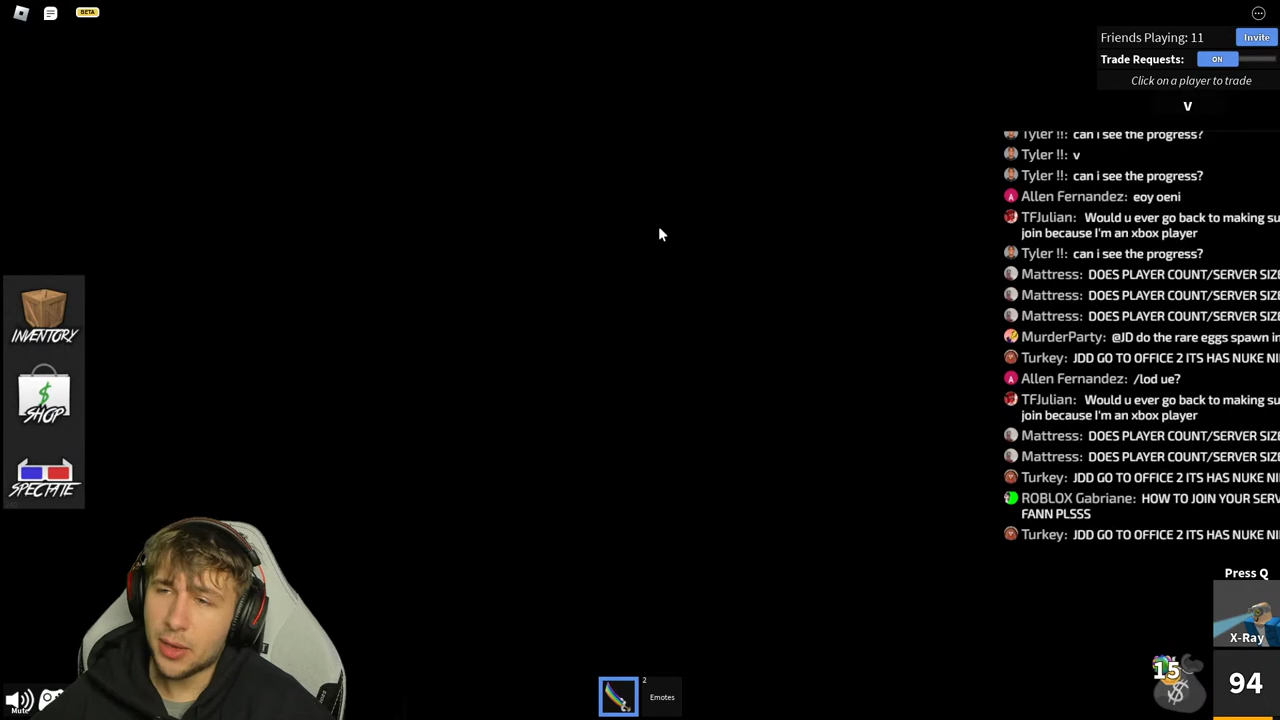 BETA
Friends Playing: 11
Invite
Trade Requests:
ON
Click on a player to trade
v
Tyler !!: can i see the progress?
Tyler !!: v
Tyler !!: can i see the progress?
Allen Fernandez: eoy oeni
TFJulian: Would u ever go back to making su
join because I'm an xbox player
Tyler !!: can i see the progress?
Mattress: DOES PLAYER COUNT/SERVER SIZE
Mattress: DOES PLAYER COUNT/SERVER SIZE
Mattress: DOES PLAYER COUNT/SERVER SIZE
MurderParty: @JD do the rare eggs spawn in
Turkey: JDD GO TO OFFICE 2 ITS HAS NUKE NI
Allen Fernandez: /lod ue?
TFJulian: Would u ever go back to making su
join because I'm an xbox player
Mattress: DOES PLAYER COUNT/SERVER SIZE
Mattress: DOES PLAYER COUNT/SERVER SIZE
Turkey: JDD GO TO OFFICE 2 ITS HAS NUKE NI
ROBLOX Gabriane: HOW TO JOIN YOUR SERV
FANN PLSSS
Turkey: JDD GO TO OFFICE 2 ITS HAS NUKE NI
INVENTORY
SHOP
SPECTATE
Press Q
X-Ray
15
94
Mute
2
Emotes